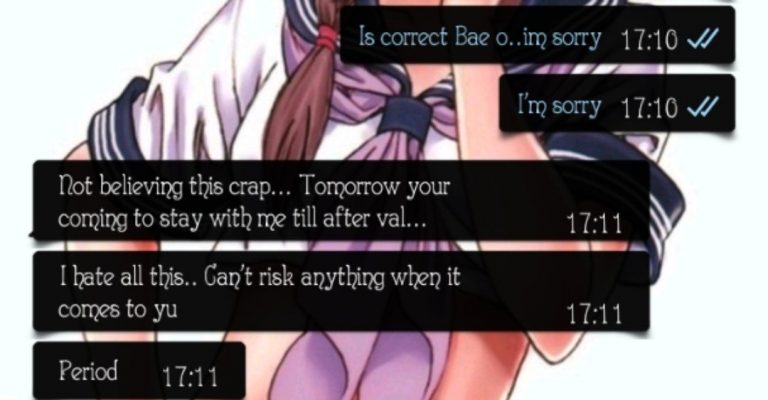 Is correct Bae o..im sorry 17:10
I'm sorry 17:10
Not believing this crap... Tomorrow your
coming to stay with me till after val...
17:11
I hate all this.. Can't risk anything when it
comes to yu
17:11
Period 17:11